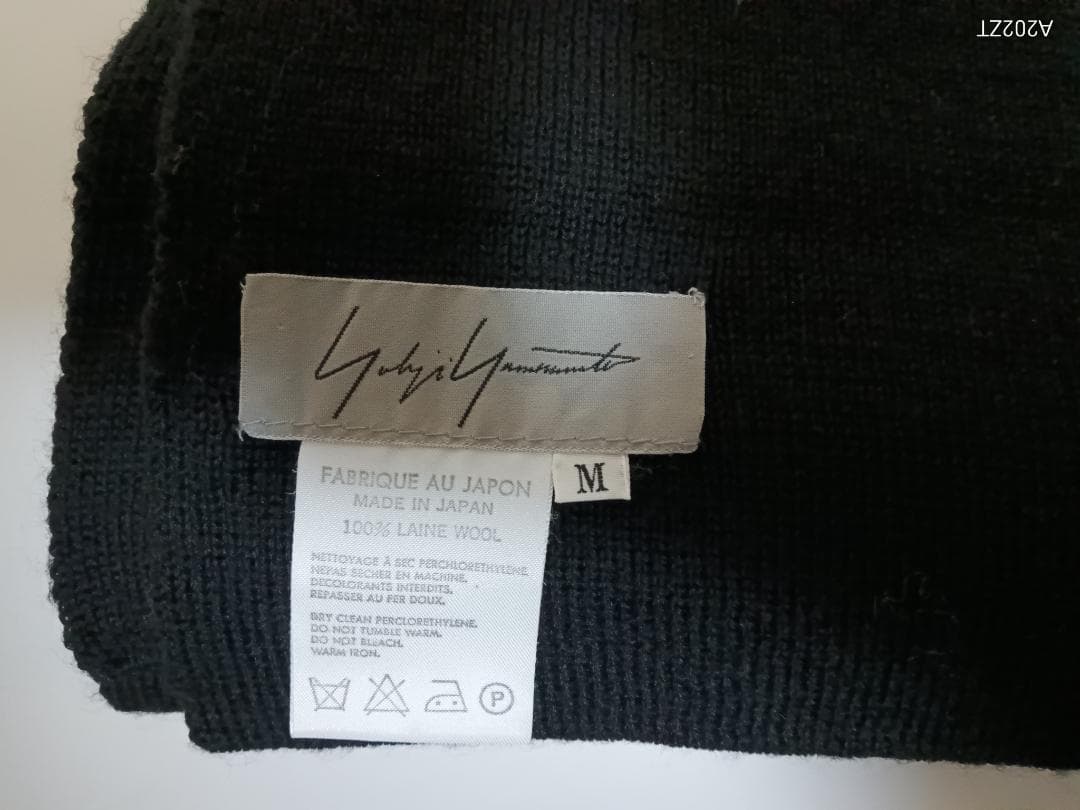 A202ZT
Yohji Yamamoto
M
FABRIQUE AU JAPON
MADE IN JAPAN
100% LAINE WOOL
NETTOYAGE À SEC PERCHLORETHYLENE.
NEPAS SECHER EN MACHINE.
DECOLORANTS INTERDITS.
REPASSER AU FER DOUX.
DRY CLEAN PERCLORETHYLENE.
DO NOT TUMBLE WARM.
DO NOT BLEACH.
WARM IRON.
P